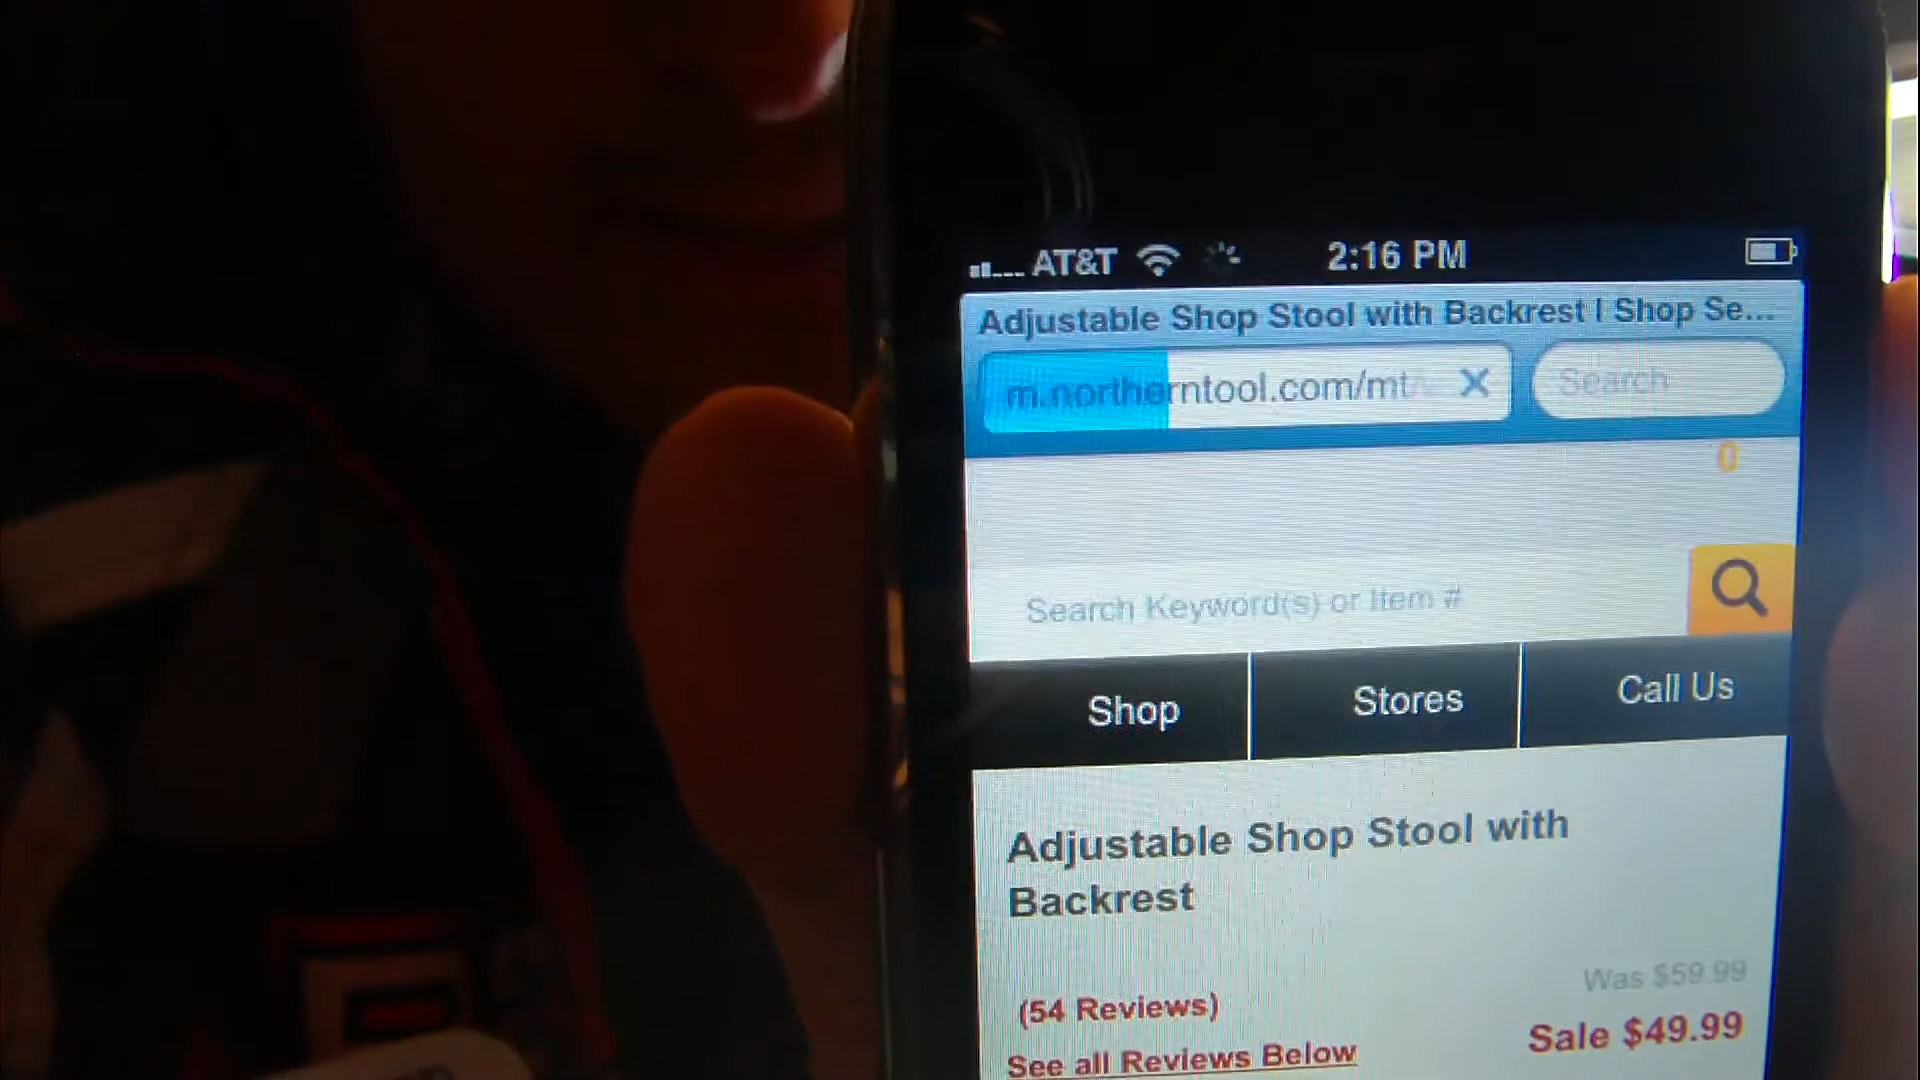 AT&T 2:16 PM
Adjustable Shop Stool with Backrest | Shop Se...
m.northerntool.com/mt
Search
0
Search Keyword(s) or Item #
Shop
Stores
Call Us
Adjustable Shop Stool with
Backrest
Was $59.99
(54 Reviews)
Sale $49.99
See all Reviews Below